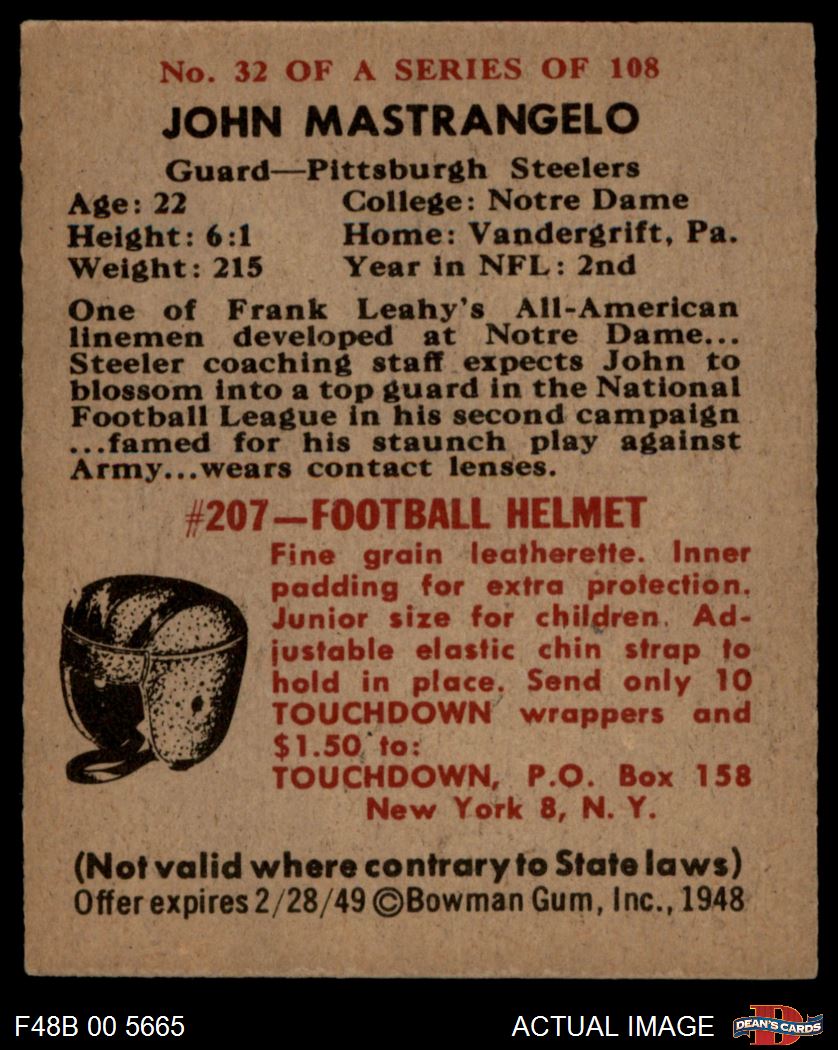 No. 32 OF A SERIES OF 108
JOHN MASTRANGELO
Guard—Pittsburgh Steelers
Age: 22 College: Notre Dame
Height: 6:1 Home: Vandergrift, Pa.
Weight: 215 Year in NFL: 2nd
One of Frank Leahy's All-American
linemen developed at Notre Dame...
Steeler coaching staff expects John to
blossom into a top guard in the National
Football League in his second campaign
...famed for his staunch play against
Army...wears contact lenses.
#207—FOOTBALL HELMET
Fine grain leatherette. Inner
padding for extra protection.
Junior size for children. Ad-
justable elastic chin strap to
hold in place. Send only 10
TOUCHDOWN wrappers and
$1.50 to:
TOUCHDOWN, P.O. Box 158
New York 8, N. Y.
(Not valid where contrary to State laws)
Offer expires 2/28/49 ©Bowman Gum, Inc., 1948
F48B 00 5665 ACTUAL IMAGE D DEAN'S CARDS